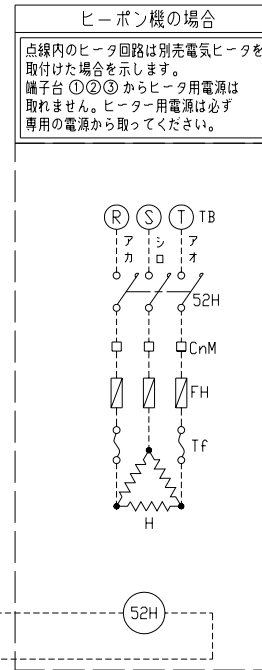 ヒーポン機の場合
点線内のヒータ回路は別売電気ヒータを
取付けた場合を示します。
端子台①②③からヒータ用電源は
取れません。ヒーター用電源は必ず
専用の電源から取ってください。
R S T TB
アカ シロ アオ
52H
CnM
FH
Tf
H
52H